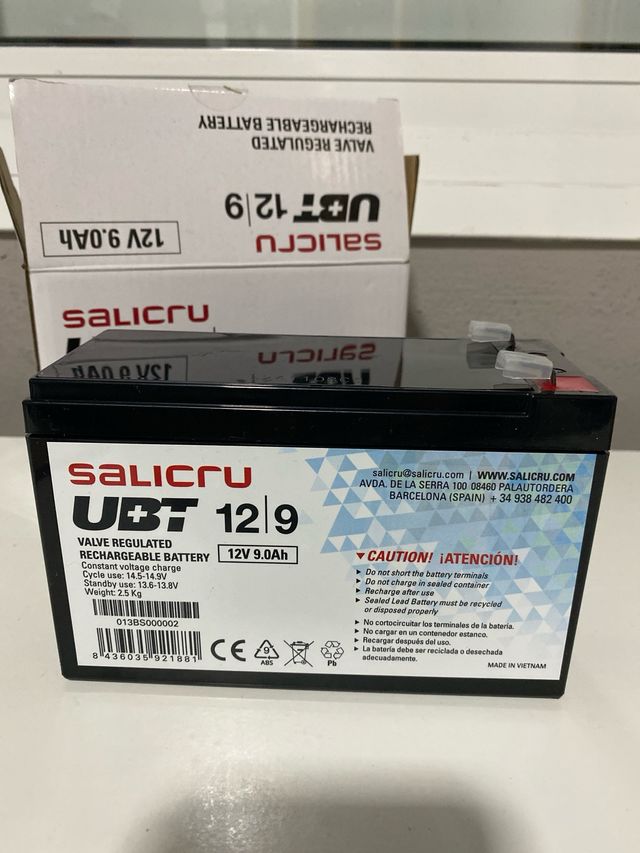 VALVE REGULATED
RECHARGEABLE BATTERY
UBT 12|9
12V 9.0Ah
salicru
salicru
salicru
UBT 12|9
VALVE REGULATED
RECHARGEABLE BATTERY
12V 9.0Ah
Constant voltage charge
Cycle use: 14.5-14.9V
Standby use: 13.6-13.8V
Weight: 2.5 Kg
013BS000002
8 436035 921881
CE
9
ABS
Pb
salicru@salicru.com | WWW.SALICRU.COM
AVDA. DE LA SERRA 100 08460 PALAUTORDERA
BARCELONA (SPAIN) + 34 938 482 400
CAUTION! ¡ATENCIÓN!
Do not short the battery terminals
Do not charge in sealed container
Recharge after use
Sealed Lead Battery must be recycled
or disposed properly
No cortocircuitar los terminales de la batería.
No cargar en un contenedor estanco.
Recargar después del uso.
La batería debe ser reciclada o desechada
adecuadamente.
MADE IN VIETNAM